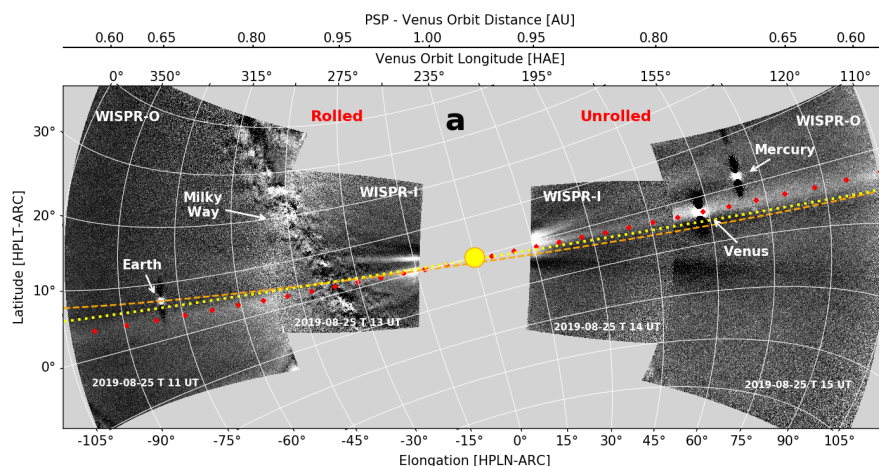 PSP - Venus Orbit Distance [AU]
0.60 0.65 0.80 0.95 1.00 0.95 0.80 0.65 0.60
Venus Orbit Longitude [HAE]
0° 350° 315° 275° 235° 195° 155° 120° 110°
WISPR-O
Rolled
a
Unrolled
WISPR-O
Mercury
WISPR-I
WISPR-I
Milky
Way
Venus
Earth
2019-08-25 T 13 UT
2019-08-25 T 14 UT
2019-08-25 T 11 UT
2019-08-25 T 15 UT
Latitude [HPLT-ARC]
30°
20°
10°
0°
-105° -90° -75° -60° -45° -30° -15° 0° 15° 30° 45° 60° 75° 90° 105°
Elongation [HPLN-ARC]